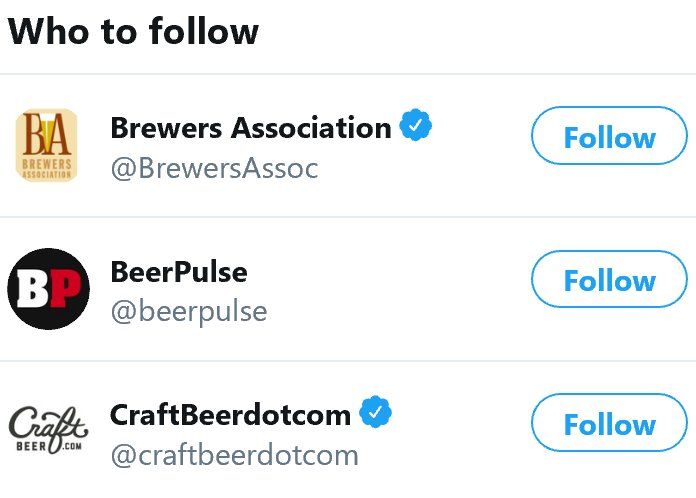 Who to follow
BA
BREWERS
ASSOCIATION
Brewers Association
@BrewersAssoc
Follow
BP
BeerPulse
@beerpulse
Follow
Craft
BEER.COM
CraftBeerdotcom
@craftbeerdotcom
Follow